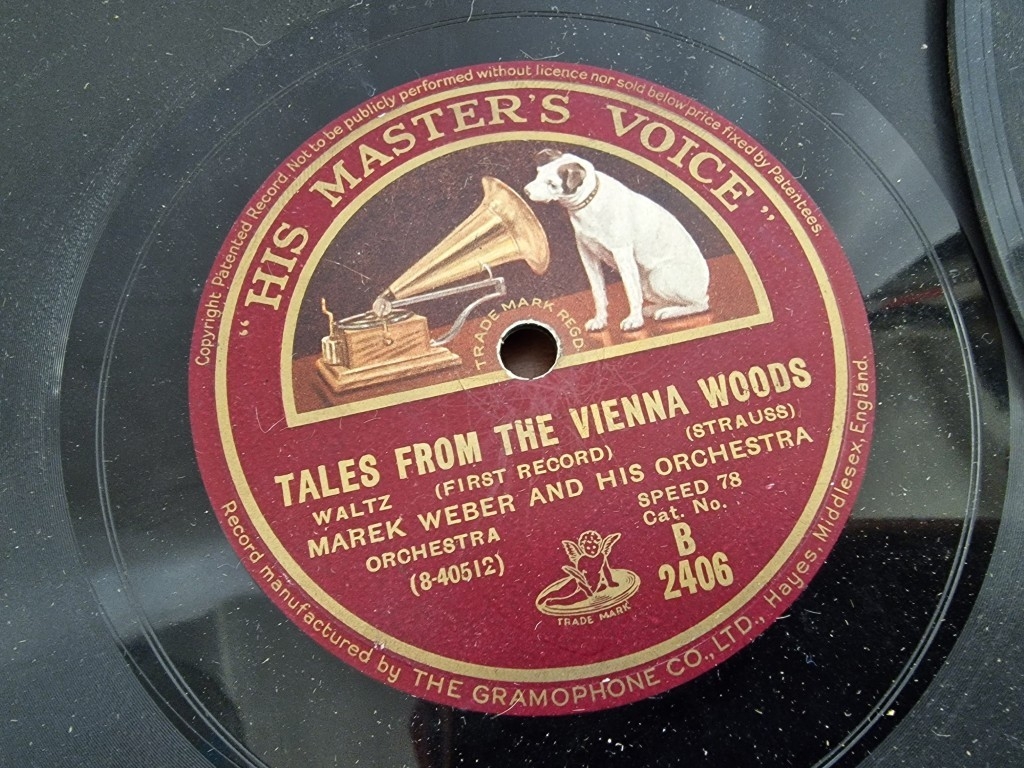 Copyright Patented Record. Not to be publicly performed without licence nor sold below price fixed by Patentees.
"HIS MASTER'S VOICE"
TRADE MARK REGD.
TALES FROM THE VIENNA WOODS
WALTZ (FIRST RECORD) (STRAUSS)
MAREK WEBER AND HIS ORCHESTRA
ORCHESTRA SPEED 78
(8-40512) Cat. No.
B
2406
TRADE MARK
Record manufactured by THE GRAMOPHONE CO., LTD., Hayes, Middlesex, England.